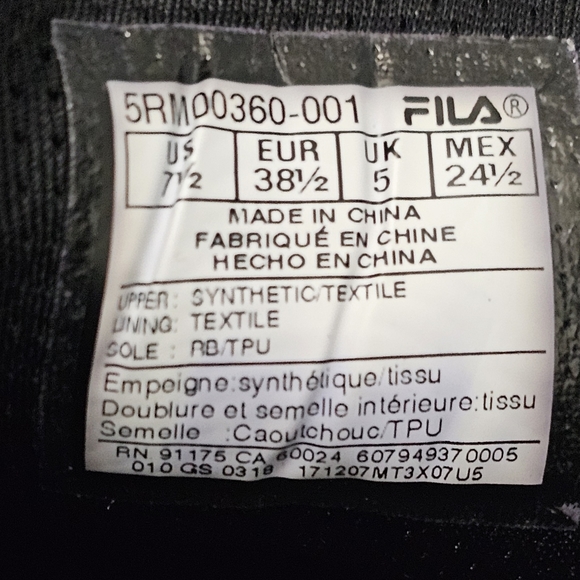 5RM00360-001 FILA®
US EUR UK MEX
7½ 38½ 5 24½
MADE IN CHINA
FABRIQUÉ EN CHINE
HECHO EN CHINA
UPPER: SYNTHETIC/TEXTILE
LINING: TEXTILE
SOLE : RB/TPU
Empeigne:synthétique/tissu
Doublure et semelle intérieure:tissu
Semelle :Caoutchouc/TPU
RN 91175 CA 60024 607949370005
010 GS 0318 171207MT3X07U5